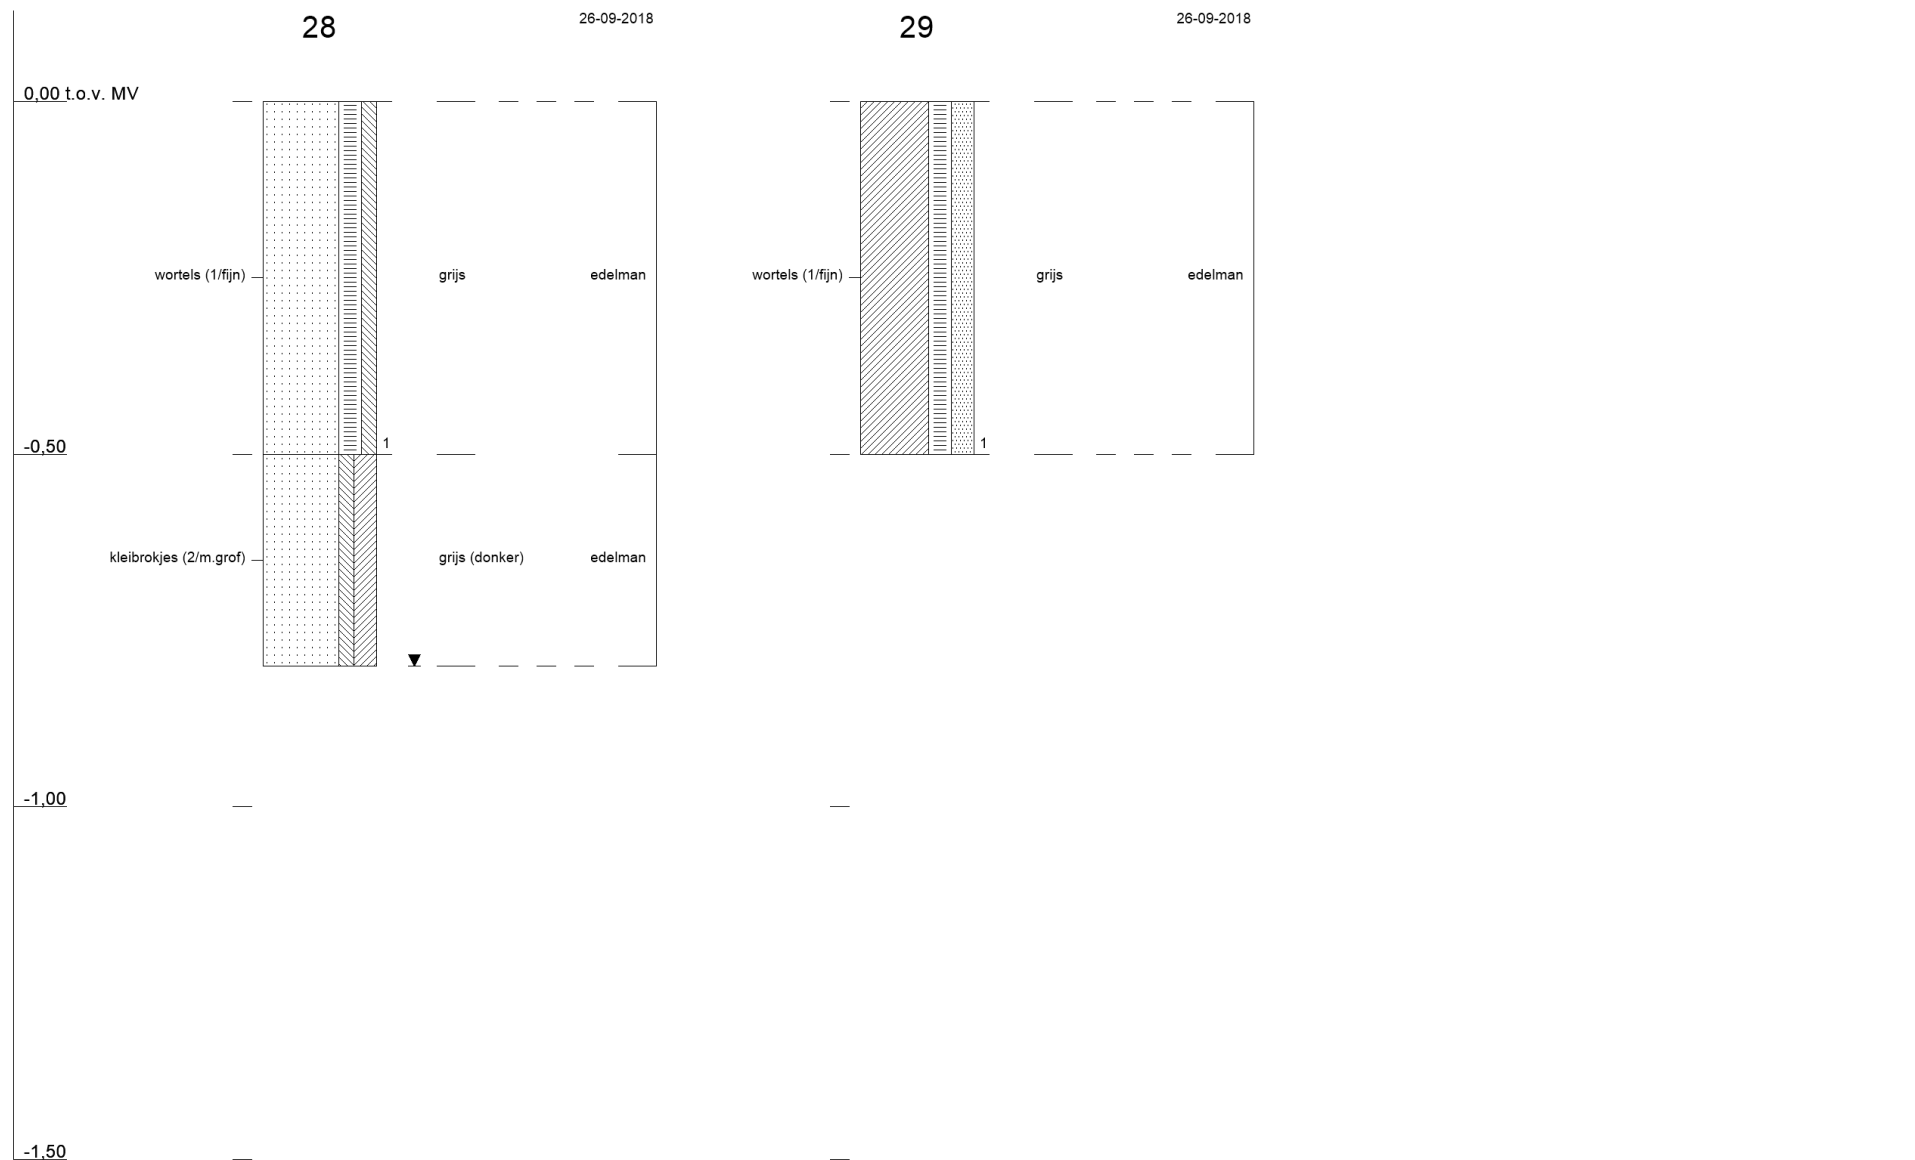 28
26-09-2018
29
26-09-2018
0,00 t.o.v. MV
wortels (1/fijn)
grijs
edelman
wortels (1/fijn)
grijs
edelman
-0,50
1
1
kleibrokjes (2/m.grof)
grijs (donker)
edelman
-1,00
-1,50